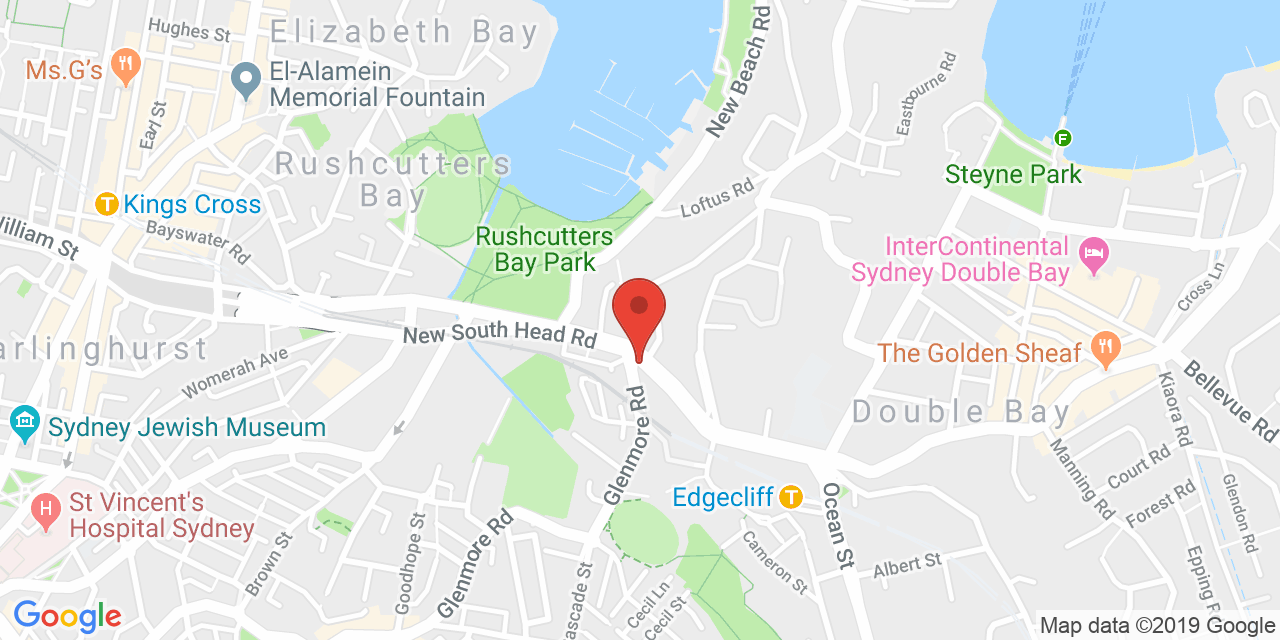 Hughes St
Elizabeth Bay
Ms.G's
El-Alamein
Memorial Fountain
Earl St
New Beach Rd
Eastbourne Rd
F
Rushcutters
Bay
Steyne Park
Loftus Rd
T
Kings Cross
Bayswater Rd
William St
Rushcutters
Bay Park
InterContinental
Sydney Double Bay
Cross Ln
New South Head Rd
arlinghurst
Womerah Ave
The Golden Sheaf
Bellevue Rd
Kiaora Rd
Double Bay
Glenmore Rd
Sydney Jewish Museum
Manning Rd
Court Rd
Forest Rd
Glendon Rd
H
St Vincent's
Hospital Sydney
Edgecliff
T
Ocean St
Goodhope St
Glenmore Rd
Brown St
Cameron St
Albert St
Epping
Cecil Ln
Cecil St
ascade St
Google
Map data ©2019 Google